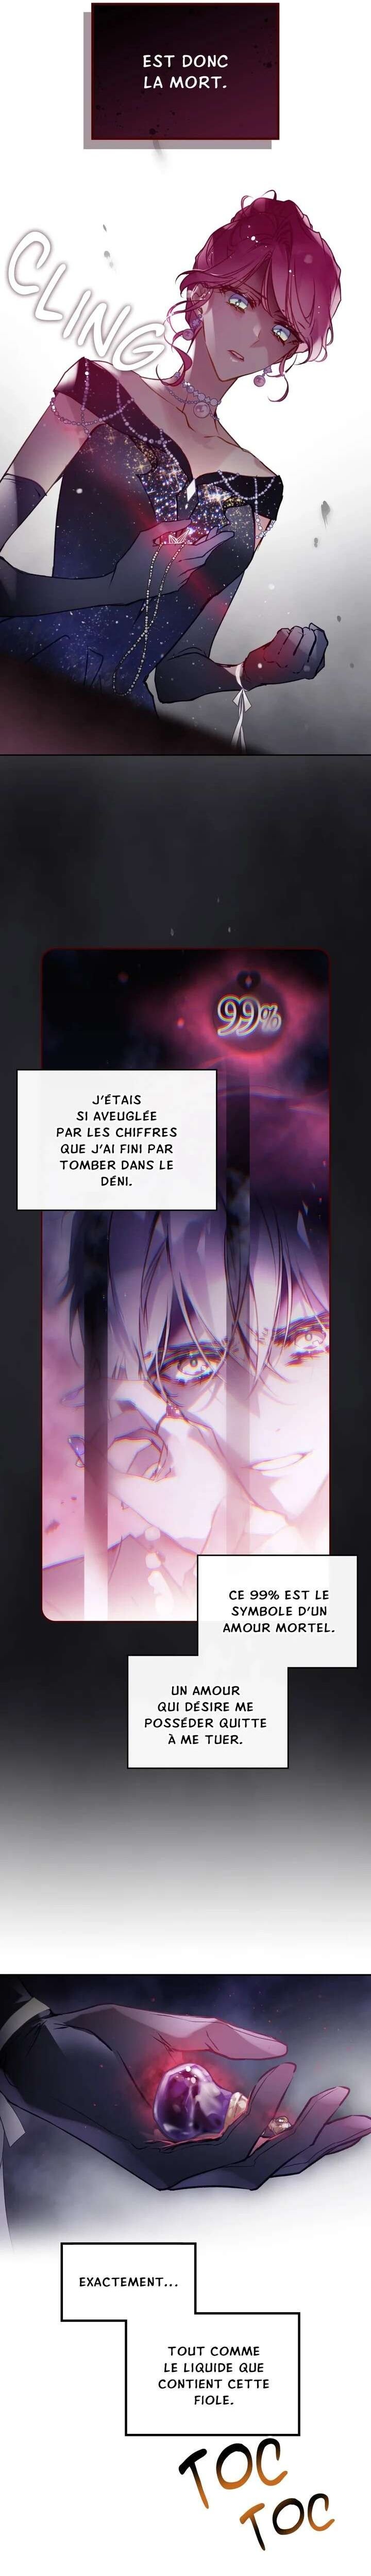 EST DONC
LA MORT.
CLING
99%
J'ÉTAIS
SI AVEUGLÉE
PAR LES CHIFFRES
QUE J'AI FINI PAR
TOMBER DANS LE
DÉNI.
CE 99% EST LE
SYMBOLE D'UN
AMOUR MORTEL.
UN AMOUR
QUI DÉSIRE ME
POSSÉDER QUITTE
À ME TUER.
EXACTEMENT...
TOUT COMME
LE LIQUIDE QUE
CONTIENT CETTE
FIOLE.
TOC
TOC